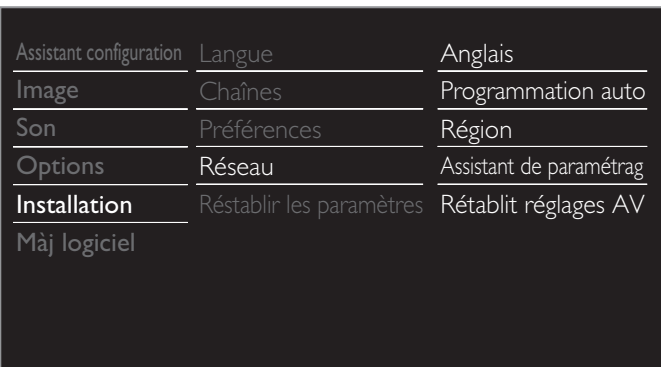 Assistant configuration Langue Anglais
Image Chaînes Programmation auto
Son Préférences Région
Options Réseau Assistant de paramétrag
Installation Réstablir les paramètres Rétablit réglages AV
Màj logiciel